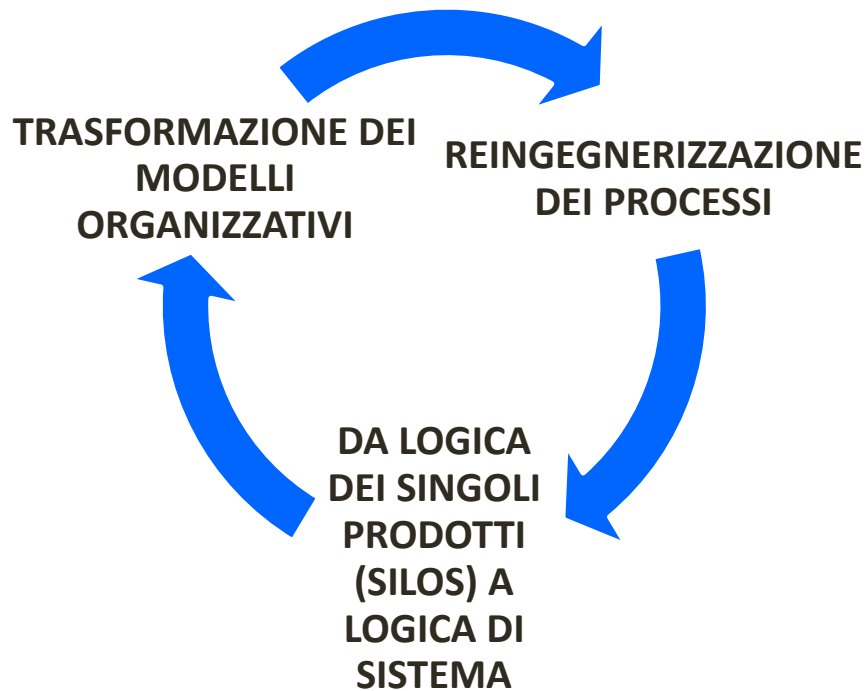 TRASFORMAZIONE DEI
MODELLI
ORGANIZZATIVI
REINGEGNERIZZAZIONE
DEI PROCESSI
DA LOGICA
DEI SINGOLI
PRODOTTI
(SILOS) A
LOGICA DI
SISTEMA